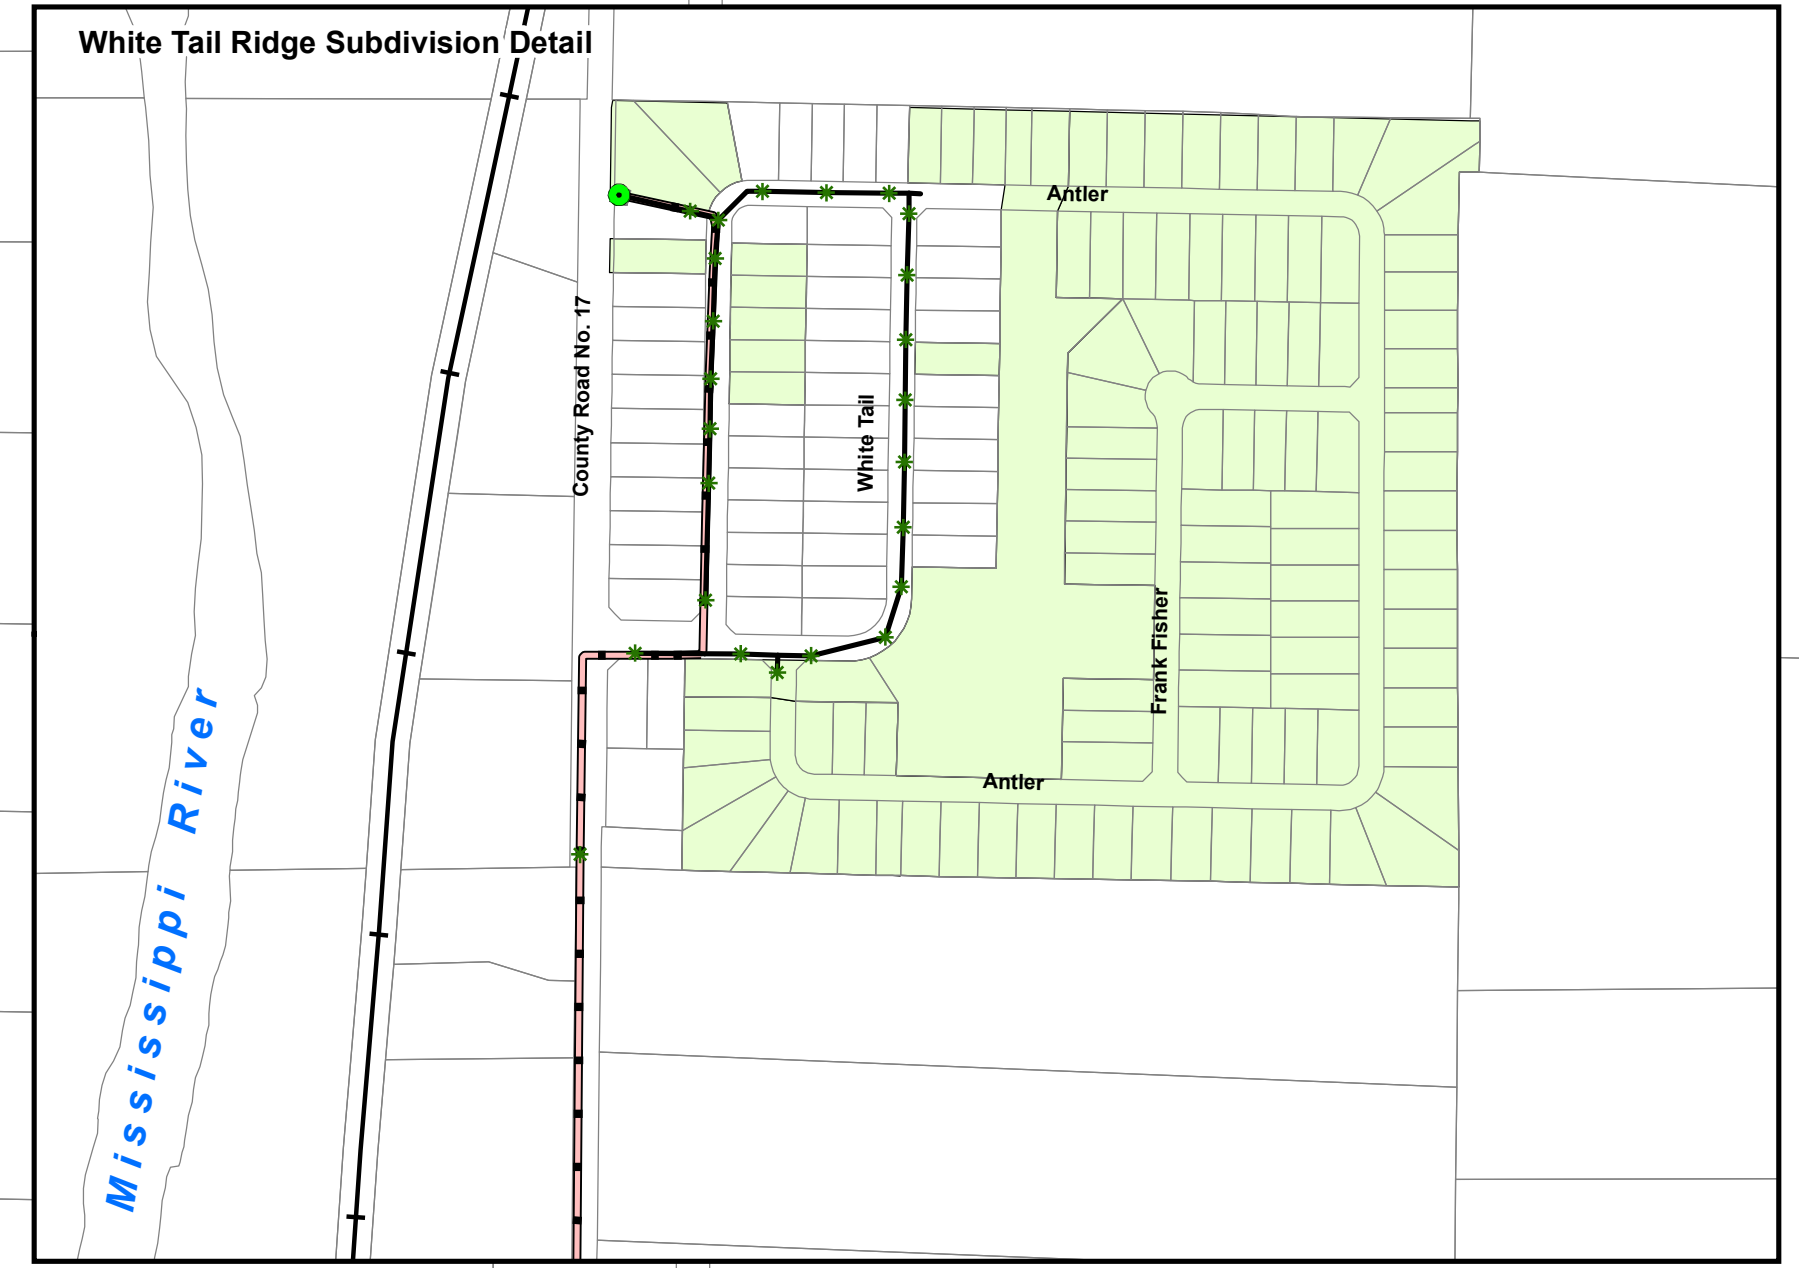 White Tail Ridge Subdivision Detail
Antler
County Road No. 17
White Tail
Frank Fisher
Antler
Mississippi River